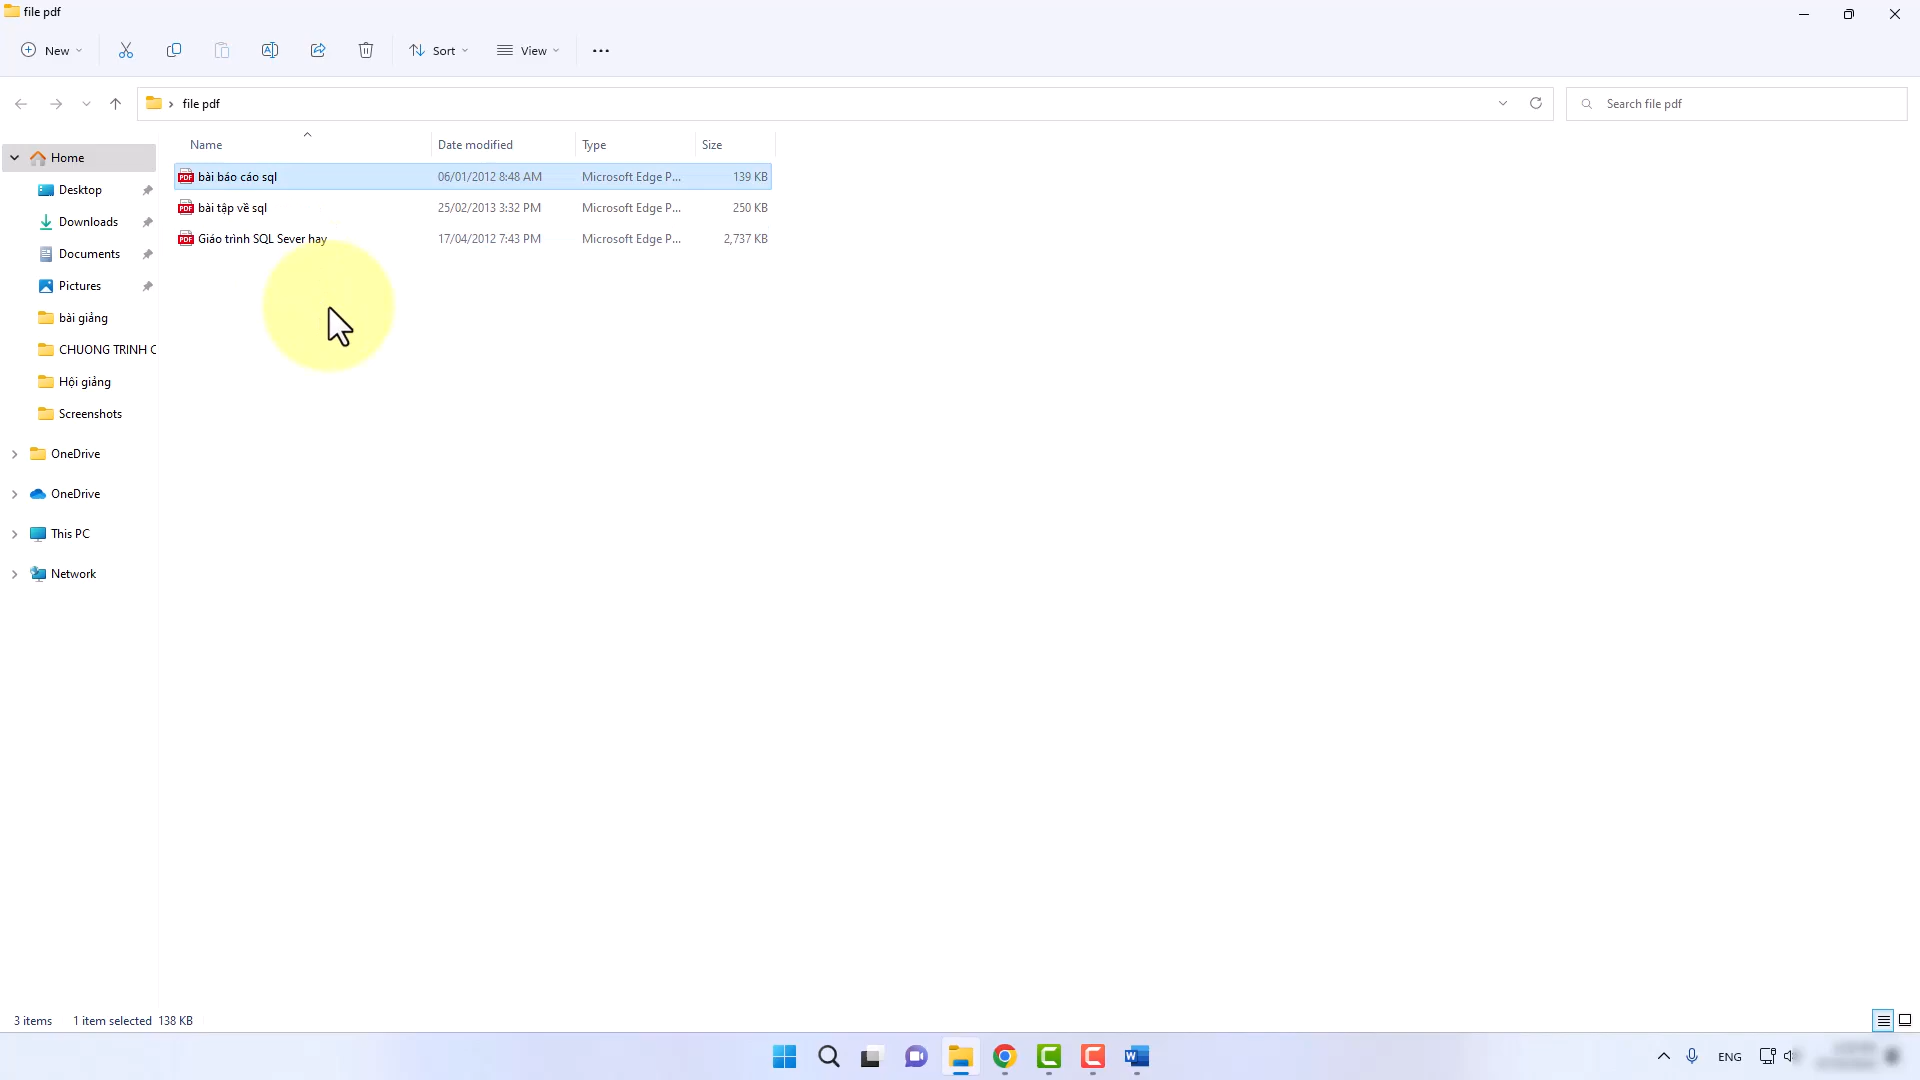 file pdf
New
Sort
View
file pdf
Search file pdf
Name
Date modified
Type
Size
Home
PDF bài báo cáo sql 06/01/2012 8:48 AM Microsoft Edge P... 139 KB
Desktop
PDF bài tập về sql 25/02/2013 3:32 PM Microsoft Edge P... 250 KB
Downloads
PDF Giáo trình SQL Sever hay 17/04/2012 7:43 PM Microsoft Edge P... 2,737 KB
Documents
Pictures
bài giảng
CHUONG TRINH C
Hội giảng
Screenshots
OneDrive
OneDrive
This PC
Network
3 items 1 item selected 138 KB
ENG